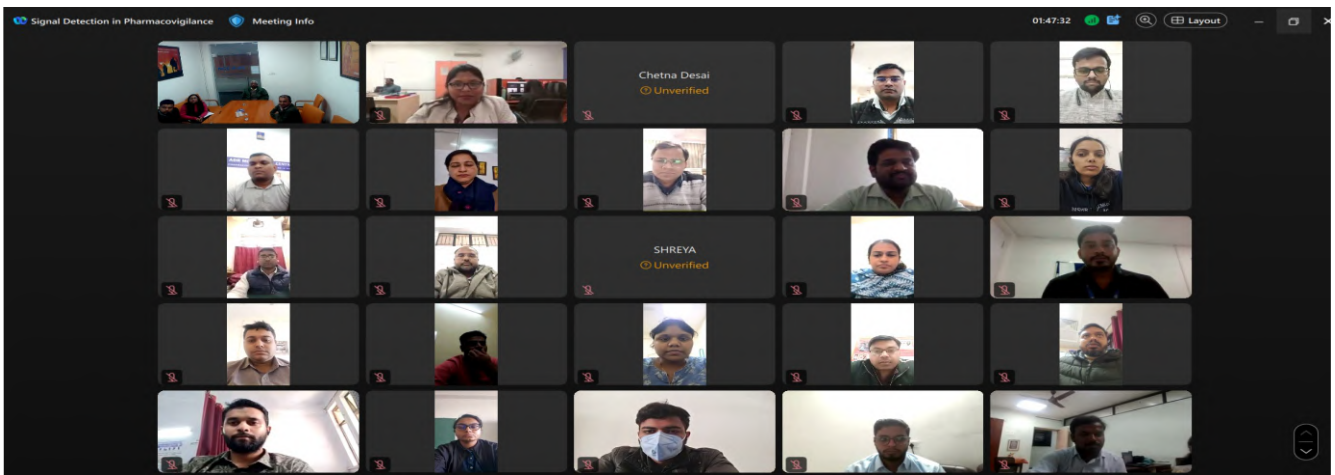 Signal Detection in Pharmacovigilance
Meeting Info
01:47:32
Layout
Chetna Desai
Unverified
SHREYA
Unverified